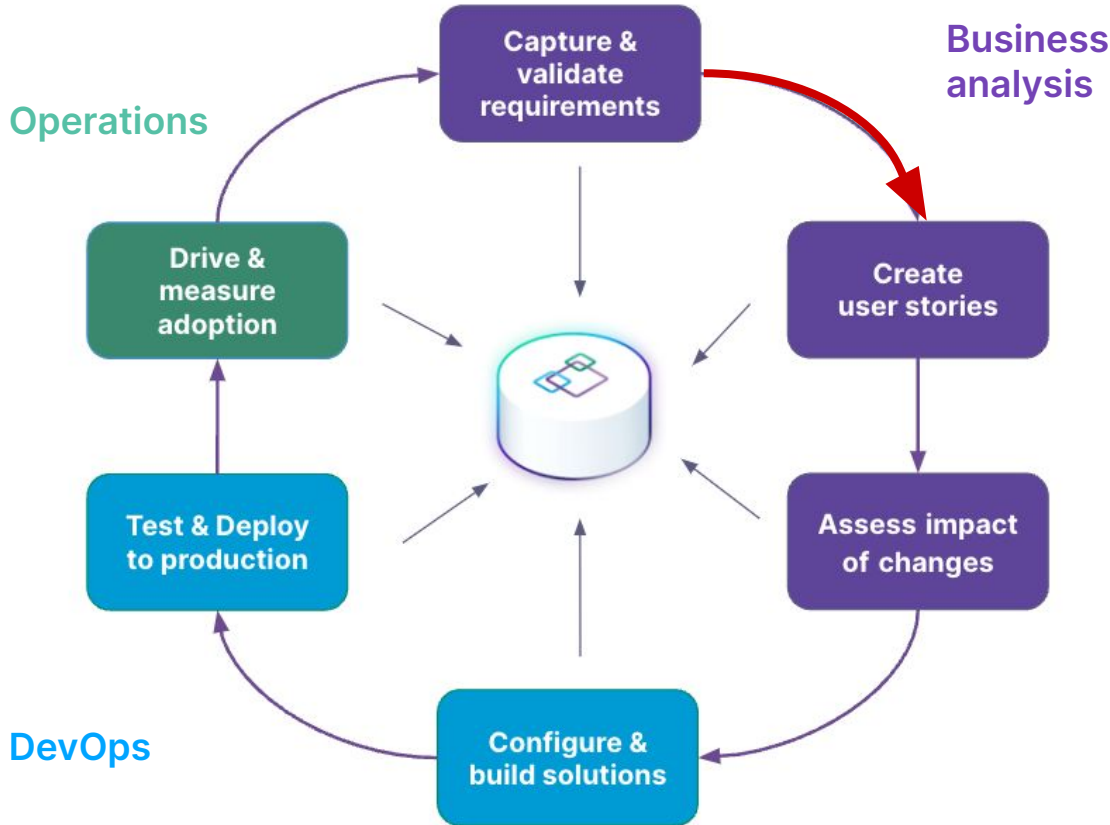 Capture &
validate
requirements
Business
analysis
Operations
Drive &
measure
adoption
Create
user stories
Test & Deploy
to production
Assess impact
of changes
DevOps
Configure &
build solutions